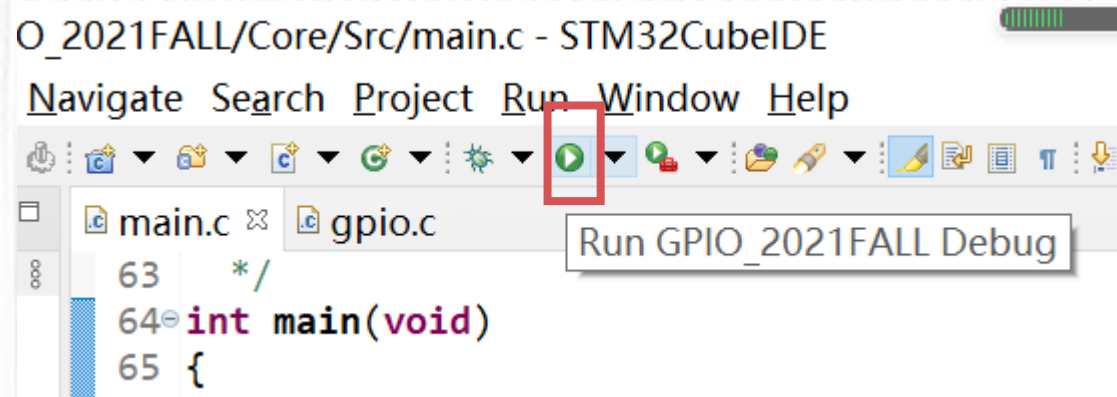 O_2021FALL/Core/Src/main.c - STM32CubeIDE
Navigate Search Project Run Window Help
main.c gpio.c
Run GPIO_2021FALL Debug
63 */
64 int main(void)
65 {